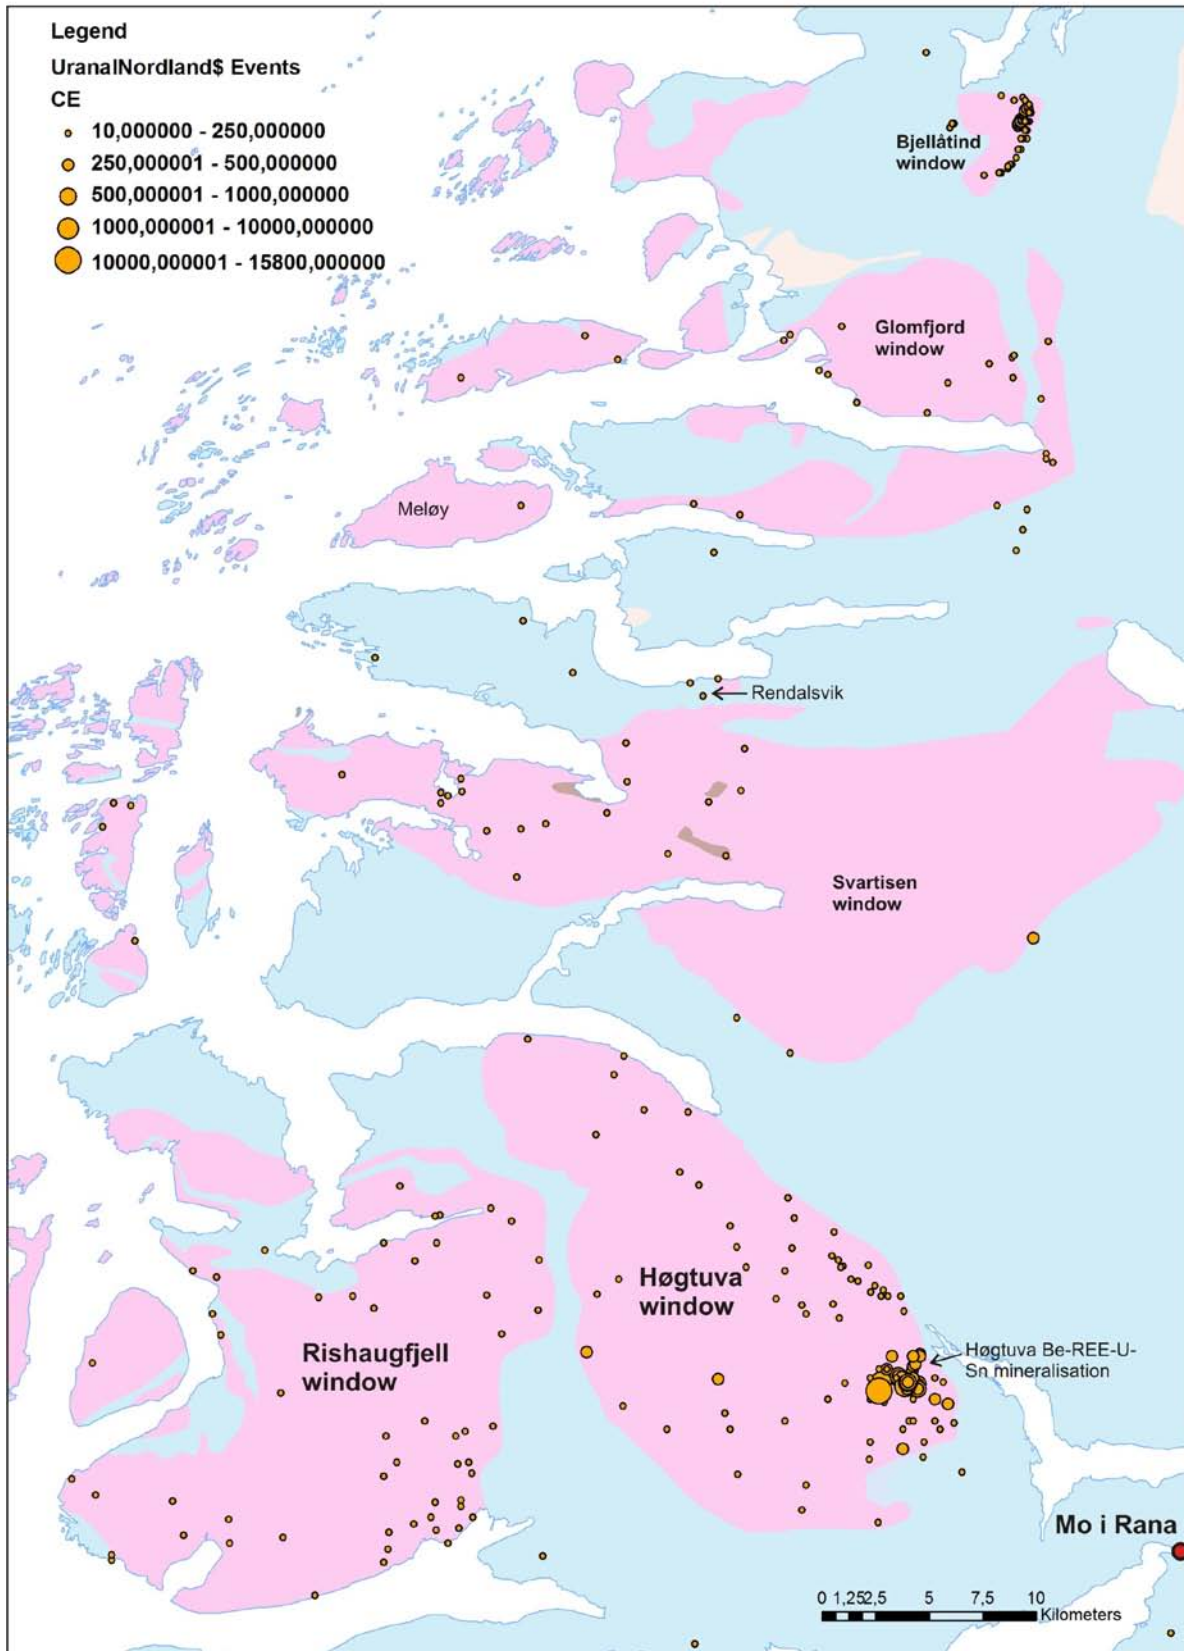 Legend
UranalNordland$ Events
CE
10,000000 - 250,000000
250,000001 - 500,000000
500,000001 - 1000,000000
1000,000001 - 10000,000000
10000,000001 - 15800,000000
Bjellåtind
window
Glomfjord
window
Meløy
Rendalsvik
Svartisen
window
Høgtuva
window
Rishaugfjell
window
Høgtuva Be-REE-U-
Sn mineralisation
Mo i Rana
0 1,252,5 5 7,5 10
Kilometers